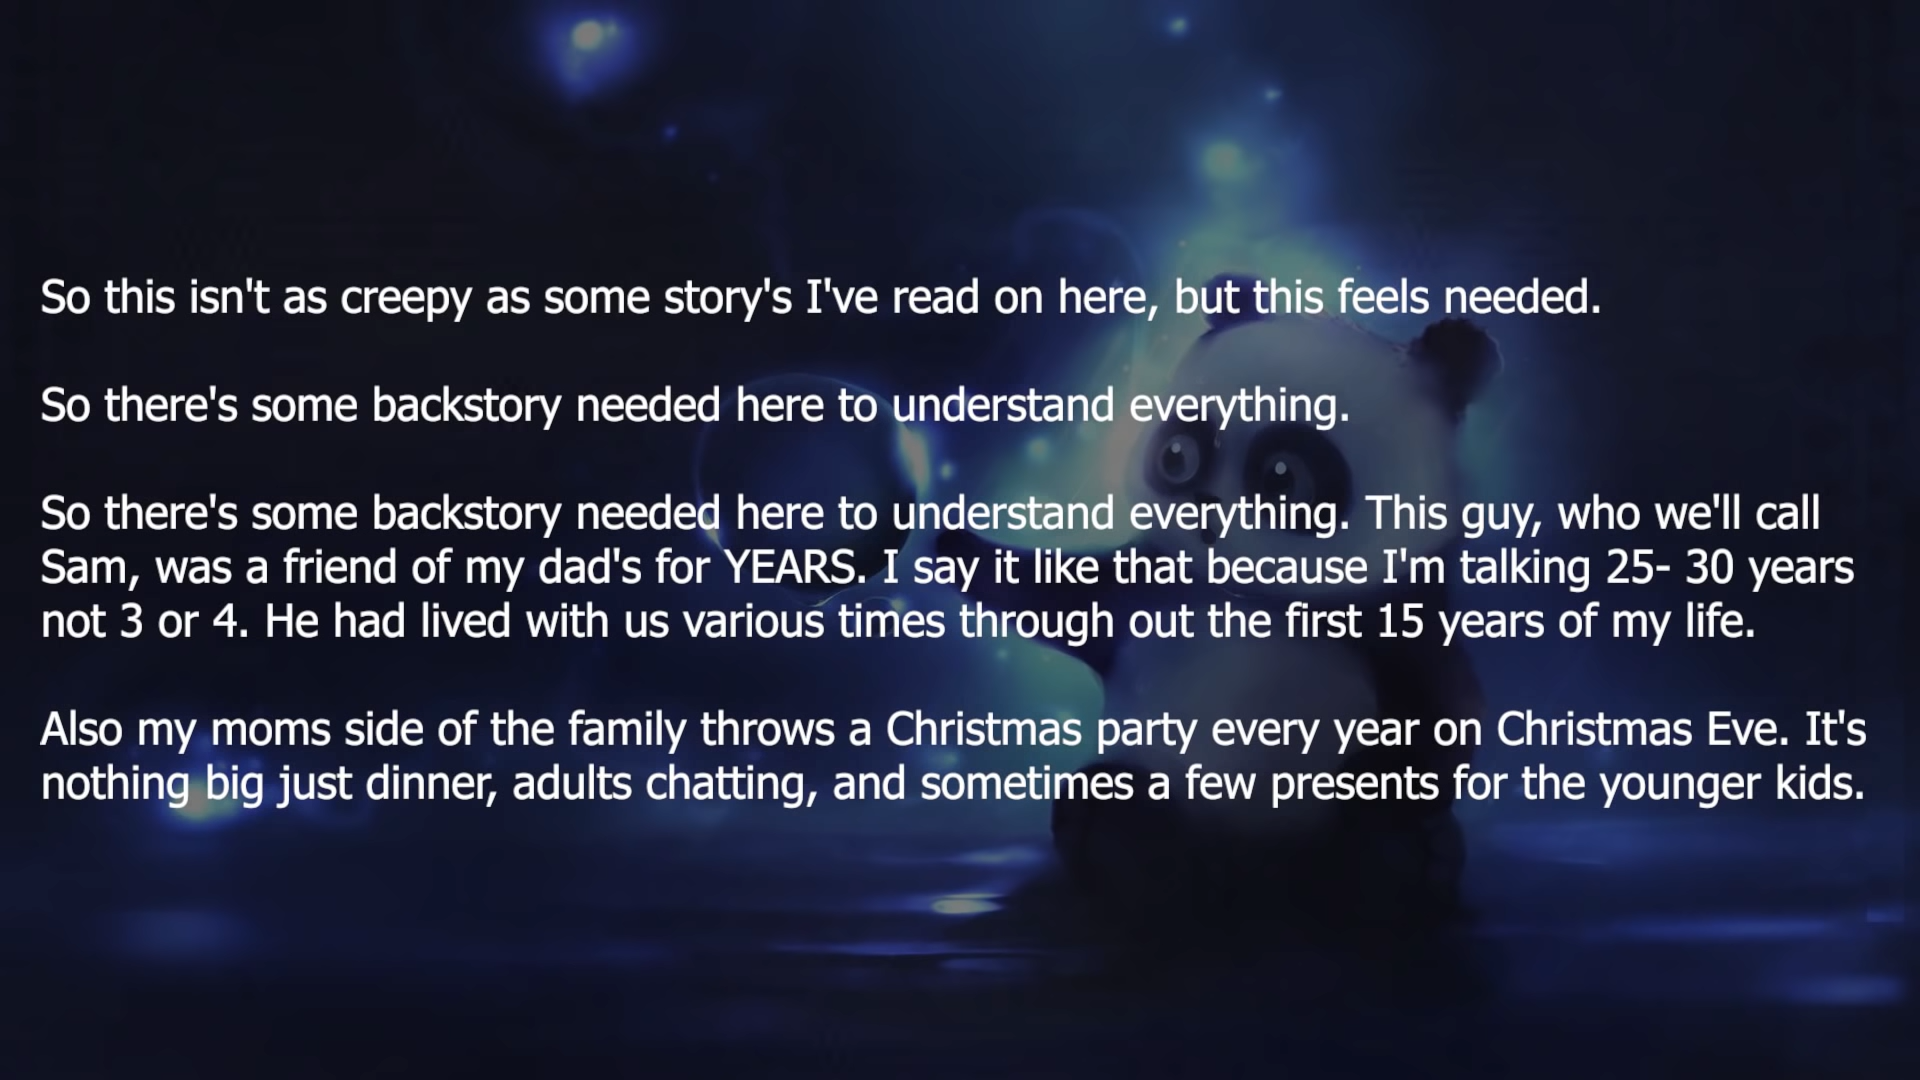 So this isn't as creepy as some story's I've read on here, but this feels needed.
So there's some backstory needed here to understand everything.
So there's some backstory needed here to understand everything. This guy, who we'll call
Sam, was a friend of my dad's for YEARS. I say it like that because I'm talking 25- 30 years
not 3 or 4. He had lived with us various times through out the first 15 years of my life.
Also my moms side of the family throws a Christmas party every year on Christmas Eve. It's
nothing big just dinner, adults chatting, and sometimes a few presents for the younger kids.